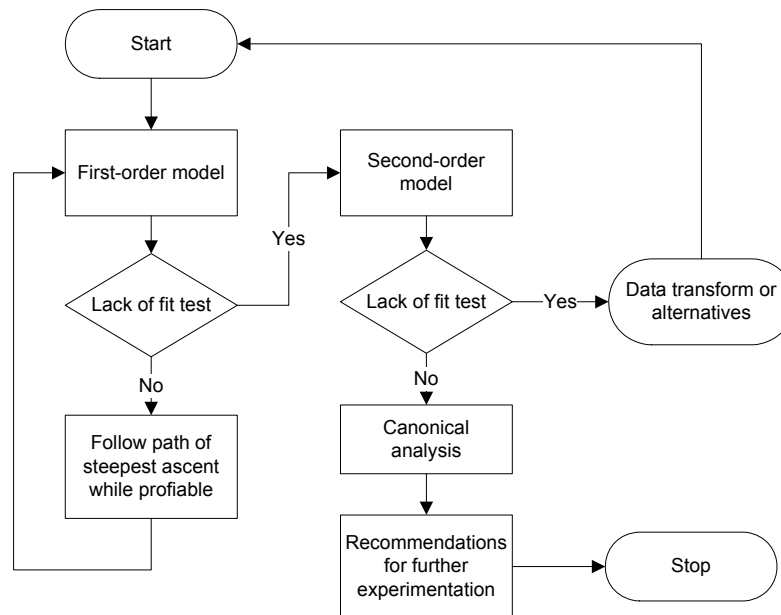 Start
First-order model
Lack of fit test
Yes
No
Follow path of
steepest ascent
while profiable
Second-order
model
Lack of fit test
Yes
Data transform or
alternatives
No
Canonical
analysis
Recommendations
for further
experimentation
Stop